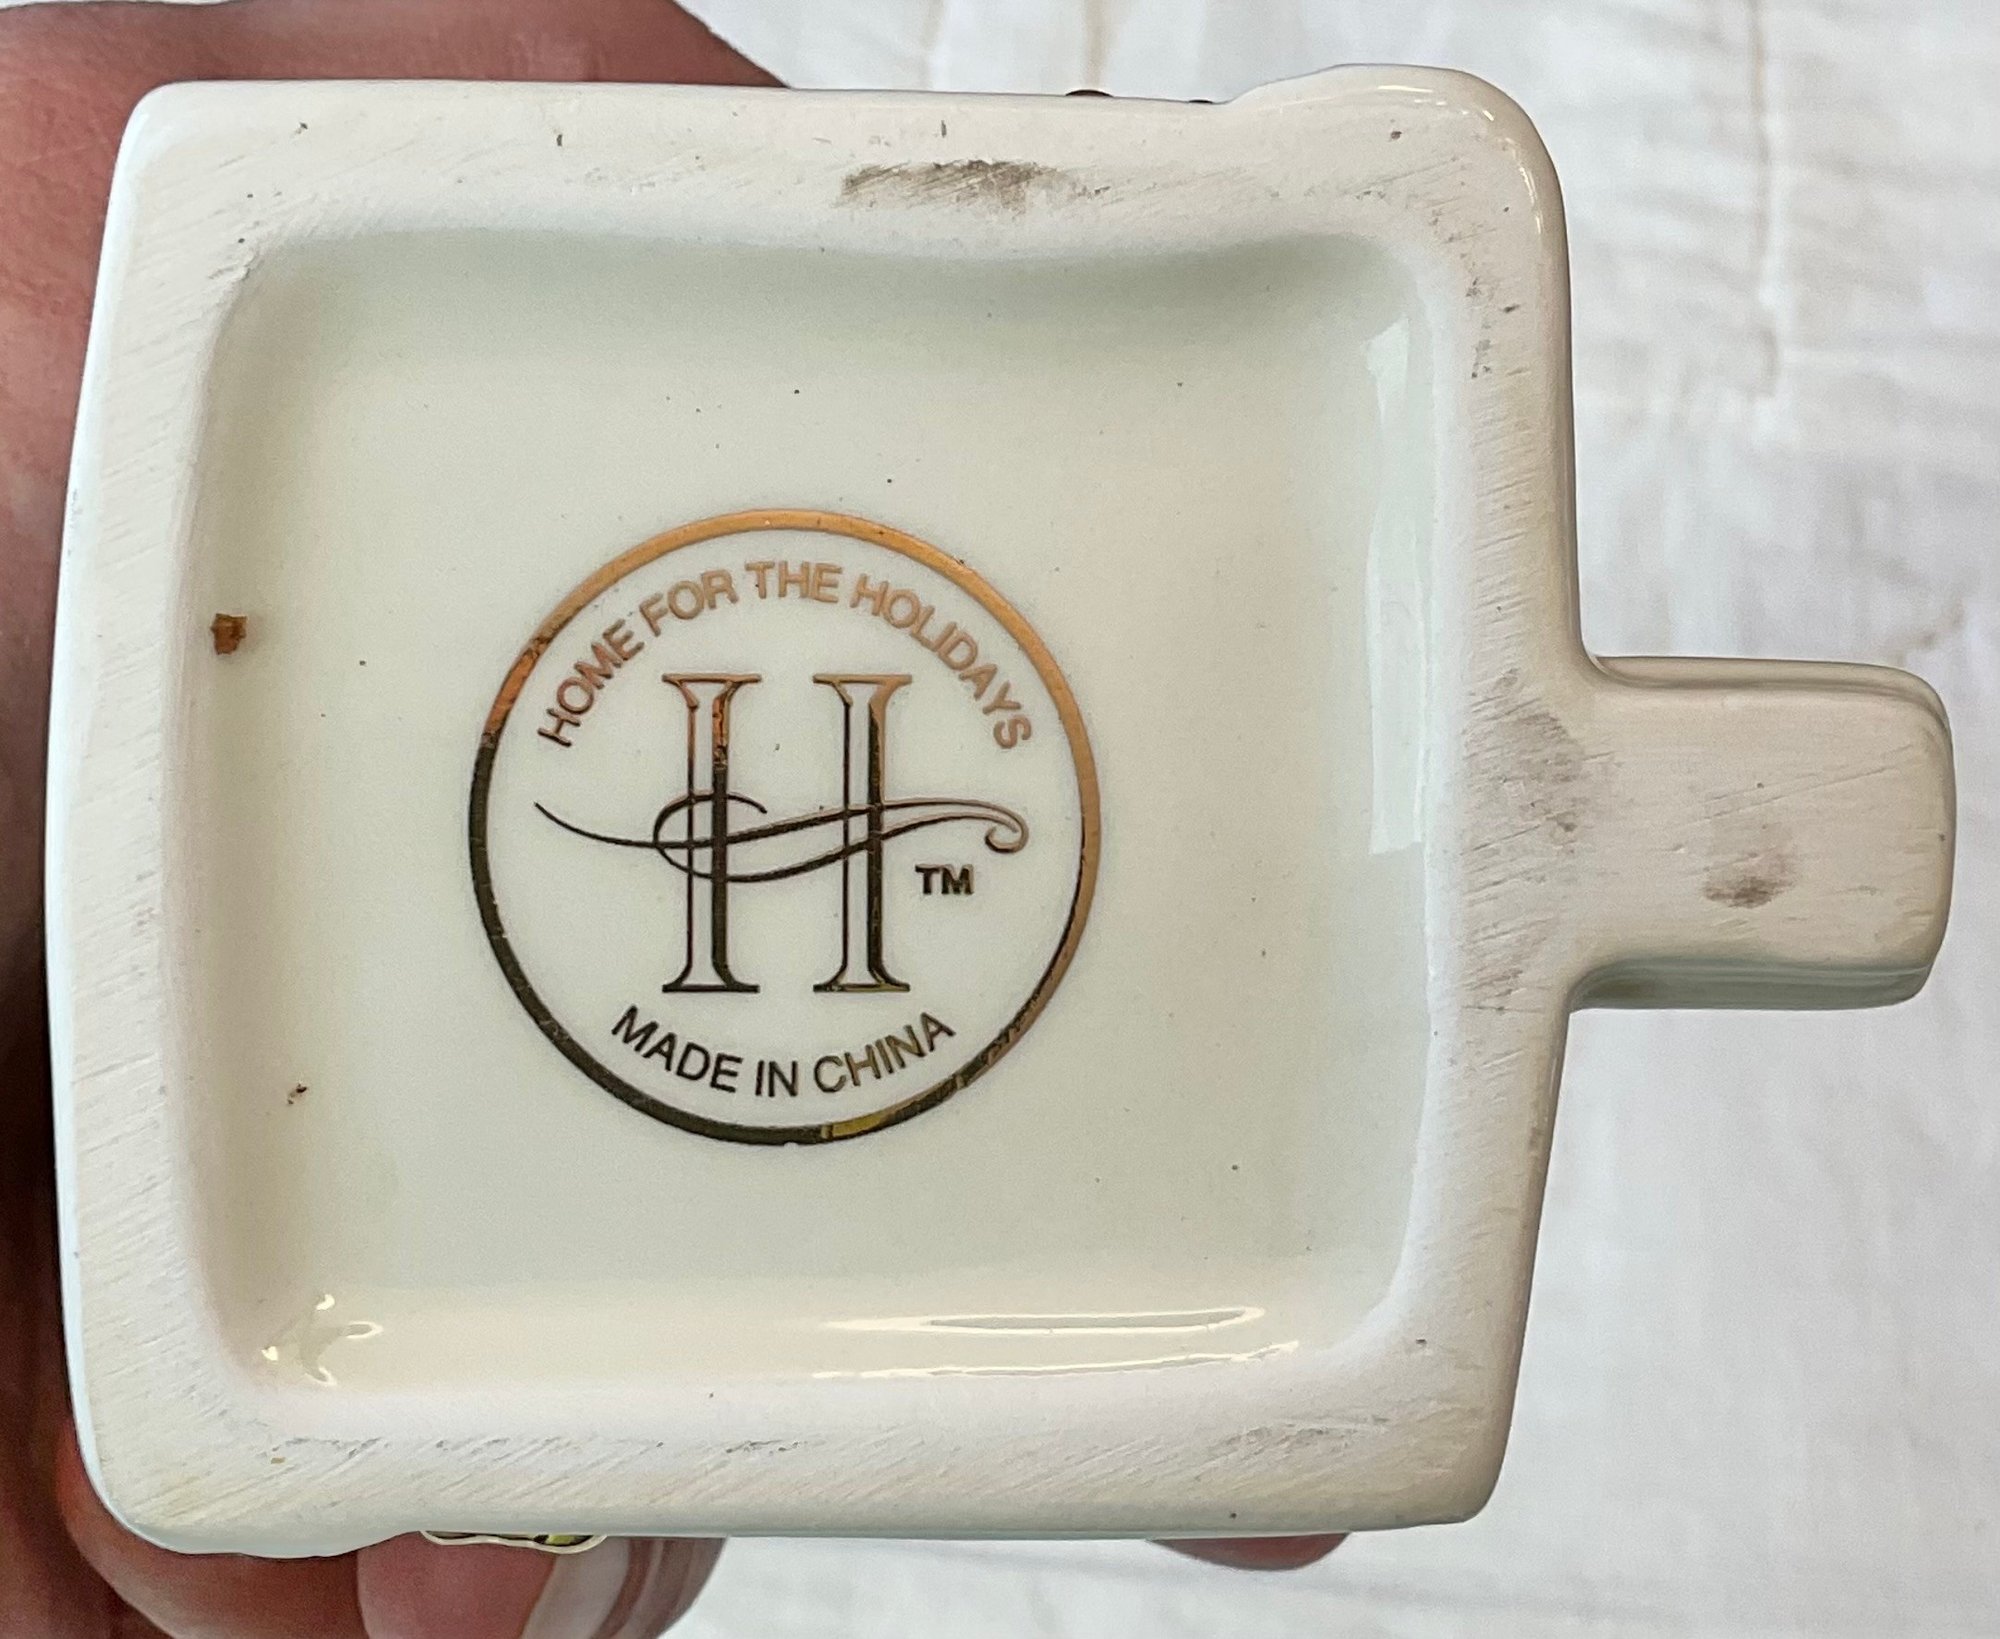 HOME FOR THE HOLIDAYS
H
TM
MADE IN CHINA